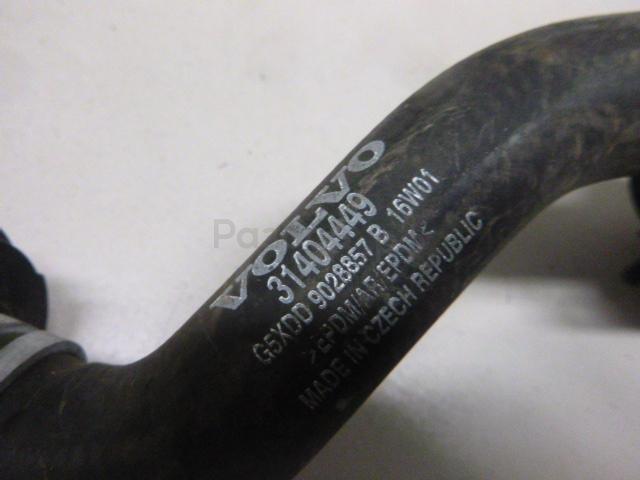 VOLVO
31404449
G5XDD 9028857 B 16W01
>EPDM/AR/EPDM<
MADE IN CZECH REPUBLIC